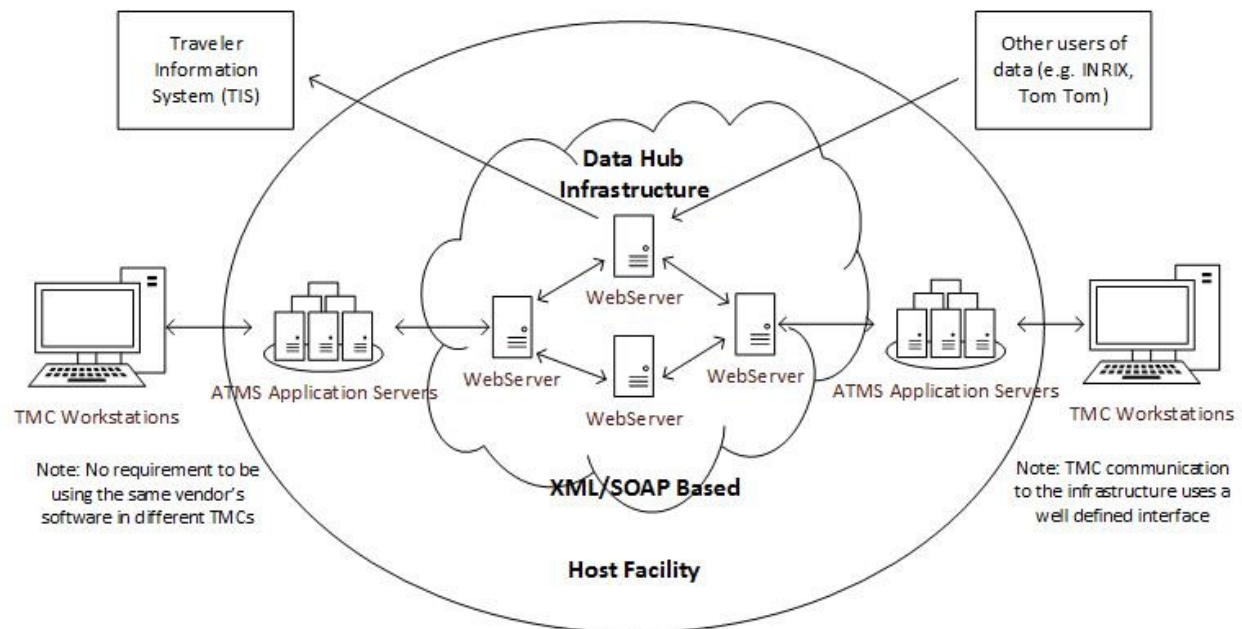 Traveler
Information
System (TIS)
Other users of
data (e.g. INRIX,
Tom Tom)
Data Hub
Infrastructure
WebServer
WebServer
WebServer
WebServer
ATMS Application Servers
ATMS Application Servers
TMC Workstations
TMC Workstations
Note: No requirement to be
using the same vendor's
software in different TMCs
Note: TMC communication
to the infrastructure uses a
well defined interface
XML/SOAP Based
Host Facility